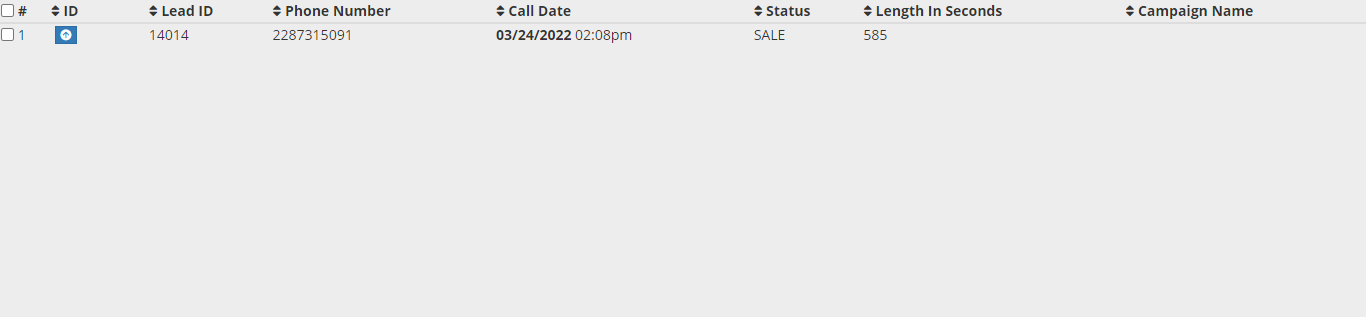 # ID Lead ID Phone Number Call Date Status Length In Seconds Campaign Name
1 14014 2287315091 03/24/2022 02:08pm SALE 585